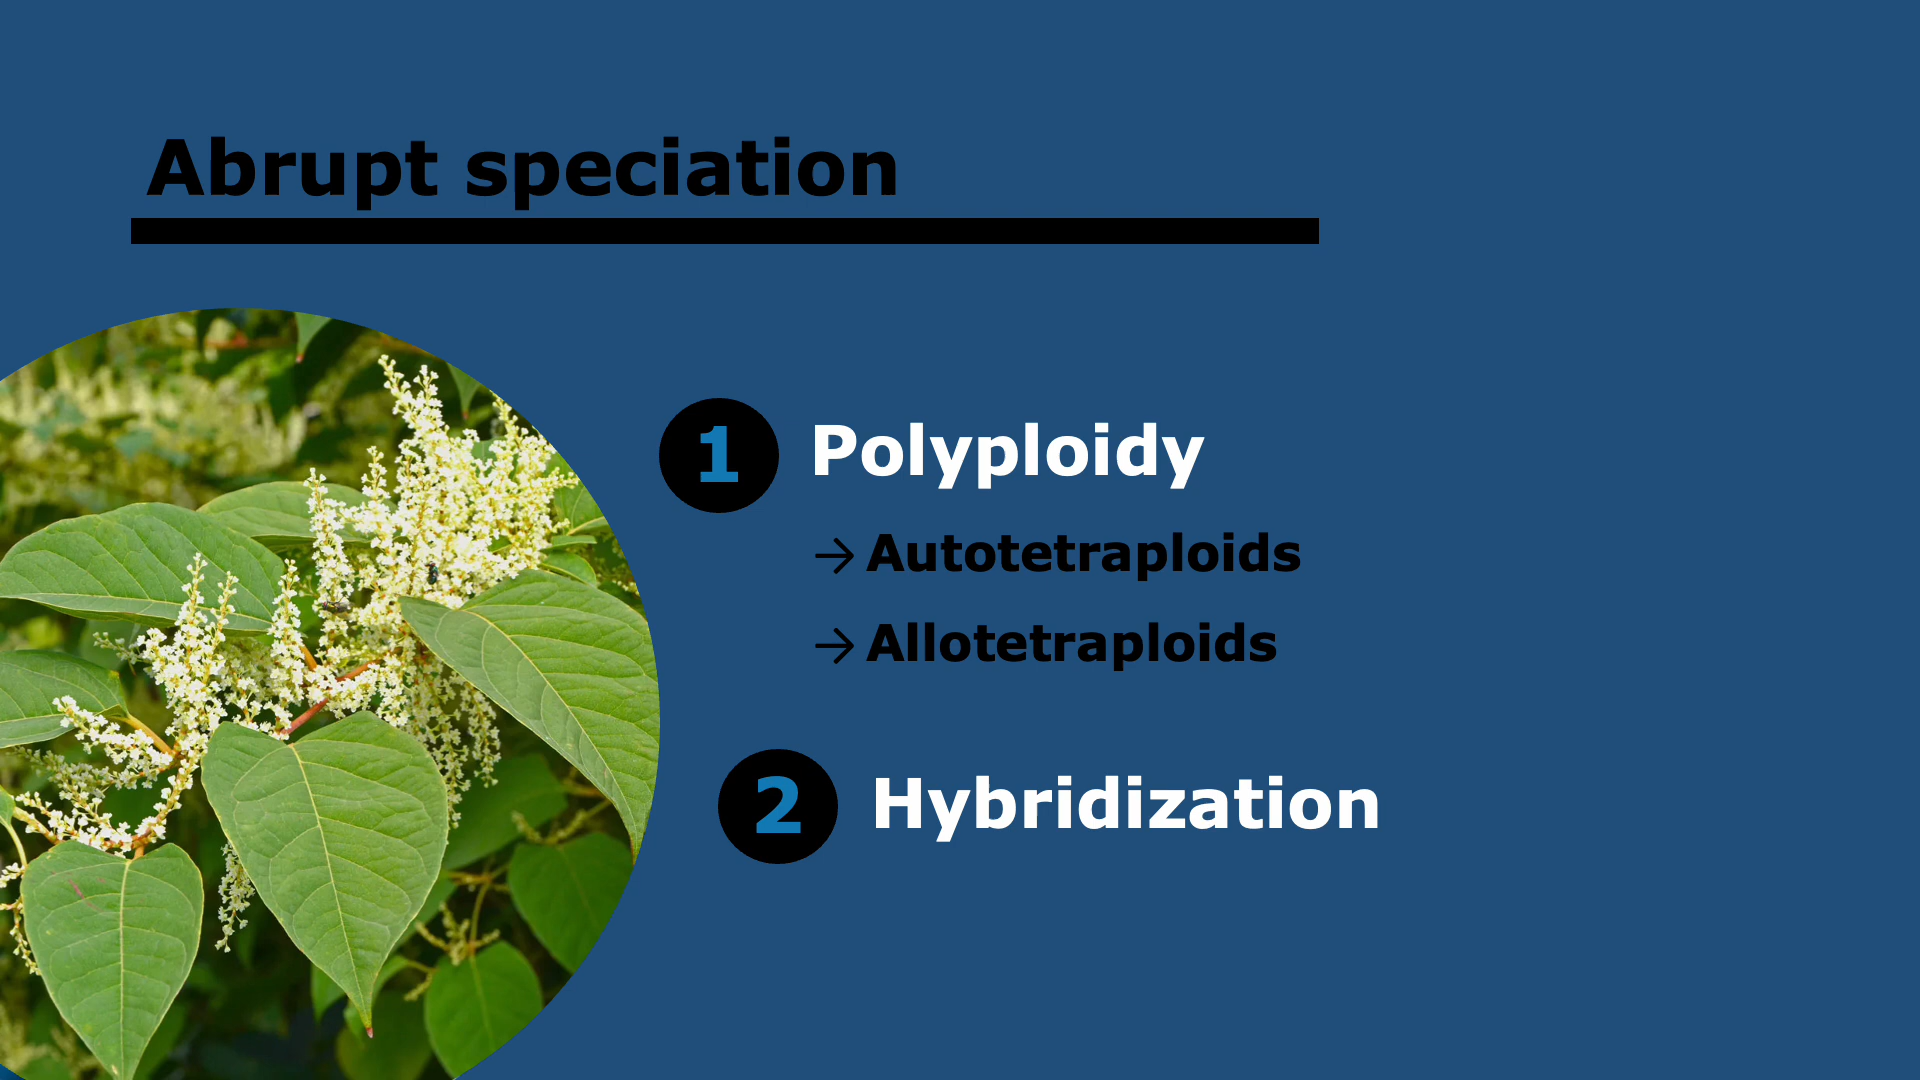 Abrupt speciation
1 Polyploidy
→ Autotetraploids
→ Allotetraploids
2 Hybridization